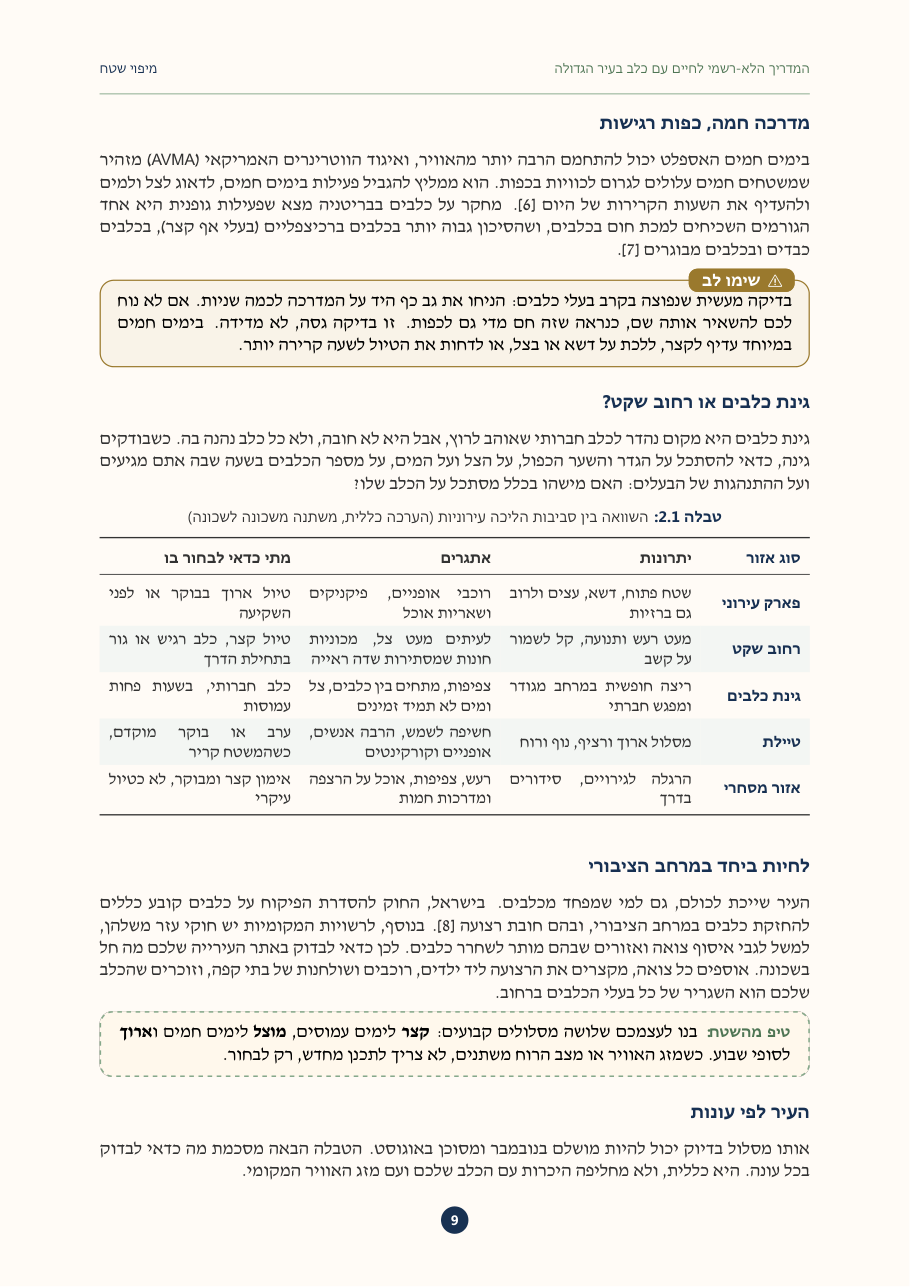 המדריך הלא-רשמי לחיים עם כלב בעיר הגדולה
מיפוי שטח
מדרכה חמה, כפות רגישות
בימים חמים האספלט יכול להתחמם הרבה יותר מהאוויר, ואיגוד הווטרינרים האמריקאי (AVMA) מזהיר
שמשטחים חמים עלולים לגרום לכוויות בכפות. הוא ממליץ להגביל פעילות בימים חמים, לדאוג לצל ולמים
ולהעדיף את השעות הקרירות של היום [6]. מחקר על כלבים בבריטניה מצא שפעילות גופנית היא אחד
הגורמים השכיחים למכת חום בכלבים, ושהסיכון גבוה יותר בכלבים ברכיצפליים (בעלי אף קצר), בכלבים
כבדים ובכלבים מבוגרים [7].
⚠ שימו לב
בדיקה מעשית שנפוצה בקרב בעלי כלבים: הניחו את גב כף היד על המדרכה לכמה שניות. אם לא נוח
לכם להשאיר אותה שם, כנראה שזה חם מדי גם לכפות. זו בדיקה גסה, לא מדידה. בימים חמים
במיוחד עדיף לקצר, ללכת על דשא או בצל, או לדחות את הטיול לשעה קרירה יותר.
גינת כלבים או רחוב שקט?
גינת כלבים היא מקום נהדר לכלב חברותי שאוהב לרוץ, אבל היא לא חובה, ולא כל כלב נהנה בה. כשבודקים
גינה, כדאי להסתכל על הגדר והשער הכפול, על הצל ועל המים, על מספר הכלבים בשעה שבה אתם מגיעים
ועל ההתנהגות של הבעלים: האם מישהו בכלל מסתכל על הכלב שלו?
טבלה 2.1: השוואה בין סביבות הליכה עירוניות (הערכה כללית, משתנה משכונה לשכונה)
סוג אזור יתרונות אתגרים מתי כדאי לבחור בו
פארק עירוני שטח פתוח, דשא, עצים ולרוב גם ברזיות רוכבי אופניים, פיקניקים ושאריות אוכל טיול ארוך בבוקר או לפני השקיעה
רחוב שקט מעט רעש ותנועה, קל לשמור על קשב לעיתים מעט צל, מכוניות חונות שמסתירות שדה ראייה טיול קצר, כלב רגיש או גור בתחילת הדרך
גינת כלבים ריצה חופשית במרחב מגודר ומפגש חברתי צפיפות, מתחים בין כלבים, צל ומים לא תמיד זמינים כלב חברותי, בשעות פחות עמוסות
טיילת מסלול ארוך ורציף, נוף ורוח חשיפה לשמש, הרבה אנשים, אופניים וקורקינטים ערב או בוקר מוקדם, כשהמשטח קריר
אזור מסחרי הרגלה לגירויים, סידורים בדרך רעש, צפיפות, אוכל על הרצפה ומדרכות חמות אימון קצר ומבוקר, לא כטיול עיקרי
לחיות ביחד במרחב הציבורי
העיר שייכת לכולם, גם למי שמפחד מכלבים. בישראל, החוק להסדרת הפיקוח על כלבים קובע כללים
להחזקת כלבים במרחב הציבורי, ובהם חובת רצועה [8]. בנוסף, לרשויות המקומיות יש חוקי עזר משלהן,
למשל לגבי איסוף צואה ואזורים שבהם מותר לשחרר כלבים. לכן כדאי לבדוק באתר העירייה שלכם מה חל
בשכונה. אוספים כל צואה, מקצרים את הרצועה ליד ילדים, רוכבים ושולחנות של בתי קפה, וזוכרים שהכלב
שלכם הוא השגריר של כל בעלי הכלבים ברחוב.
טיפ מהשטח: בנו לעצמכם שלושה מסלולים קבועים: קצר לימים עמוסים, מוצל לימים חמים וארוך
לסופי שבוע. כשמזג האוויר או מצב הרוח משתנים, לא צריך לתכנן מחדש, רק לבחור.
העיר לפי עונות
אותו מסלול בדיוק יכול להיות מושלם בנובמבר ומסוכן באוגוסט. הטבלה הבאה מסכמת מה כדאי לבדוק
בכל עונה. היא כללית, ולא מחליפה היכרות עם הכלב שלכם ועם מזג האוויר המקומי.
9